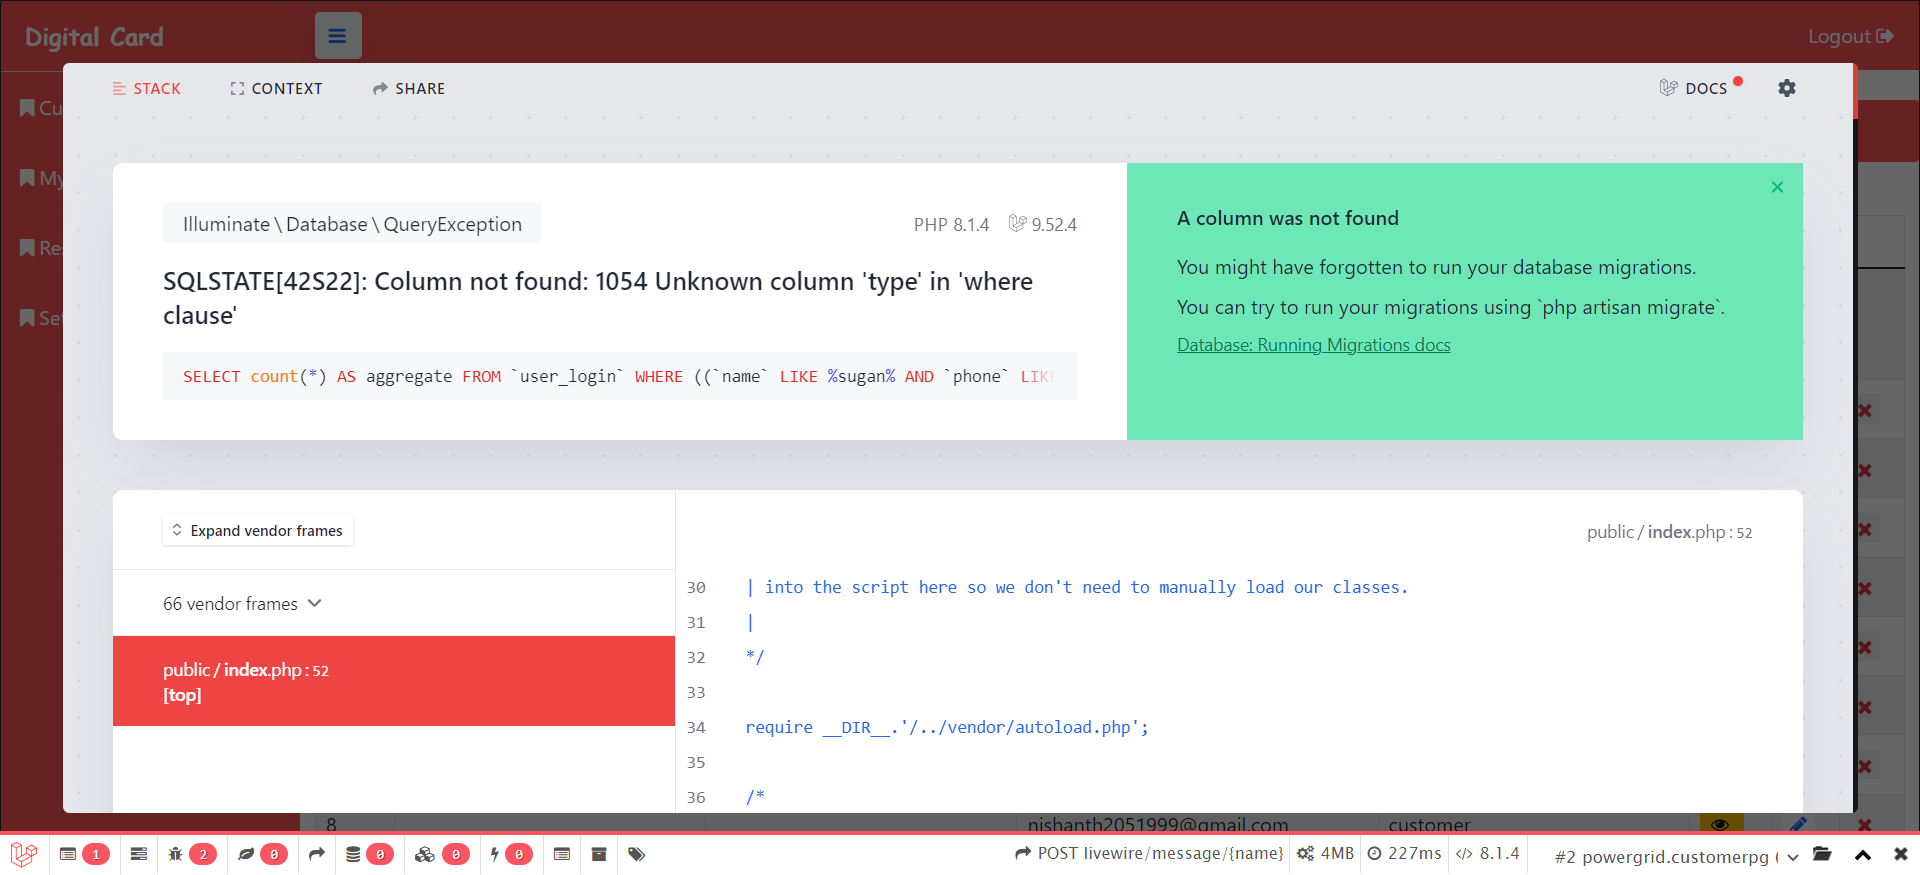 Digital Card
Logout
STACK
CONTEXT
SHARE
DOCS
Cu
My
Re
Se
Illuminate \ Database \ QueryException
PHP 8.1.4
9.52.4
SQLSTATE[42S22]: Column not found: 1054 Unknown column 'type' in 'where
clause'
SELECT count(*) AS aggregate FROM `user_login` WHERE ((`name` LIKE %sugan% AND `phone` LIKE
A column was not found
You might have forgotten to run your database migrations.
You can try to run your migrations using `php artisan migrate`.
Database: Running Migrations docs
Expand vendor frames
66 vendor frames
public / index.php : 52
[top]
public / index.php : 52
30 | into the script here so we don't need to manually load our classes.
31 |
32 */
33
34 require __DIR__.'/../vendor/autoload.php';
35
36 /*
8 nishanth2051999@gmail.com customer
1
2
0
0
0
0
POST livewire/message/{name}
4MB
227ms
8.1.4
#2 powergrid.customerpg (